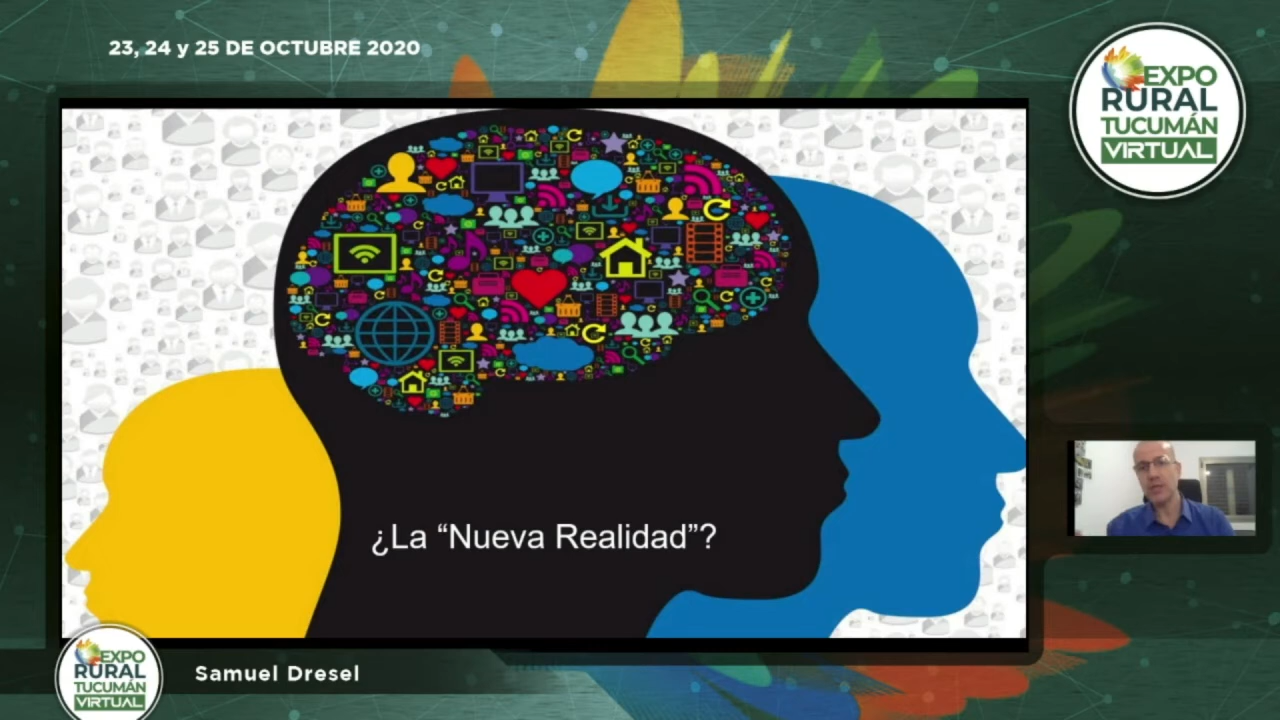 23, 24 y 25 DE OCTUBRE 2020
EXPO
RURAL
TUCUMÁN
VIRTUAL
¿La “Nueva Realidad”?
EXPO
RURAL
TUCUMÁN
VIRTUAL
Samuel Dresel